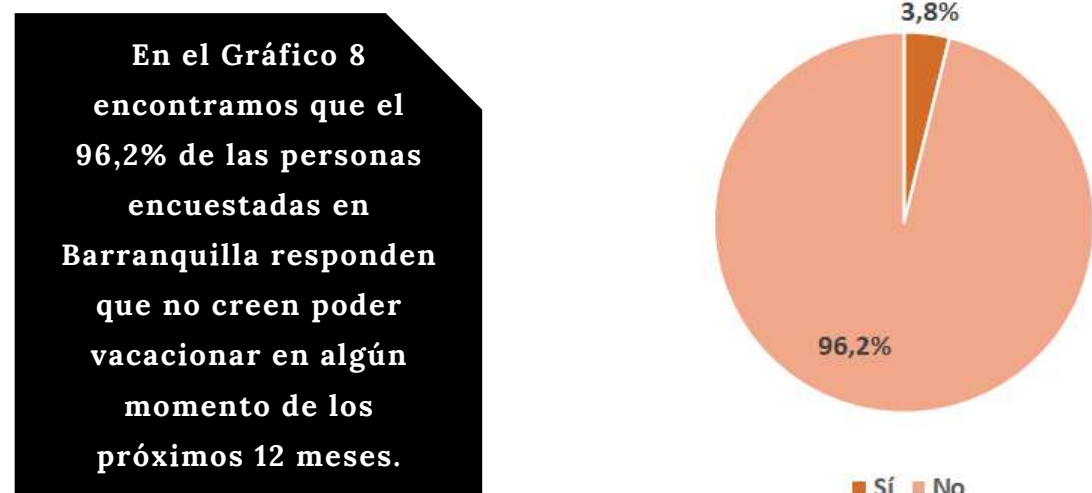 En el Gráfico 8
encontramos que el
96,2% de las personas
encuestadas en
Barranquilla responden
que no creen poder
vacacionar en algún
momento de los
próximos 12 meses.
3,8%
96,2%
Sí No